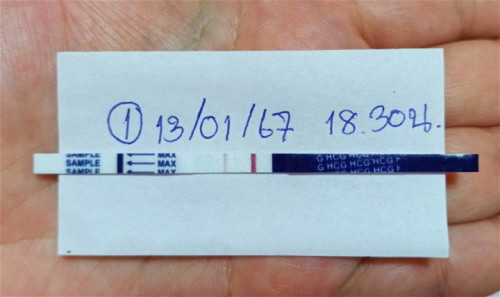 ① 13/01/67 18.30น.
SAMPLE MAX
SAMPLE MAX
SAMPLE MAX
G HCG HCG HCG H
G HCG HCG HCG